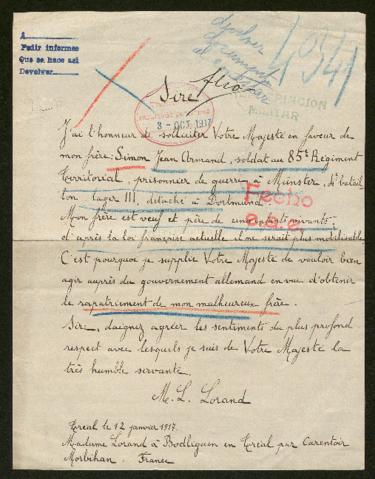 A
Pedir informes
Que se hace así
Devolver
4941
Sire
3 - OCT. 1917
MILITAR
J'ai l'honneur de solliciter Votre Majesté en faveur de
mon frère: Simon Jean Armand, soldat au 85e Régiment
Territorial, prisonnier de guerre à Münster, 4e batail
lon, lager III, détaché à Dortmund.
Fecho
Mon frère est veuf et père de cinq enfants vivants,
d'après la loi française actuelle il ne serait plus mobilisable.
C'est pourquoi je supplie Votre Majesté de vouloir bien
agir auprès du gouvernement allemand en vue d'obtenir
le rapatriement de mon malheureux frère.
Sire, daignez agréer les sentiments du plus profond
respect avec lesquels je suis de Votre Majesté la
très humble servante.
M. L. Lorand
Tréal le 12 janvier 1917.
Madame Lorand à Bodliguen en Tréal par Carentoir
Morbihan. France